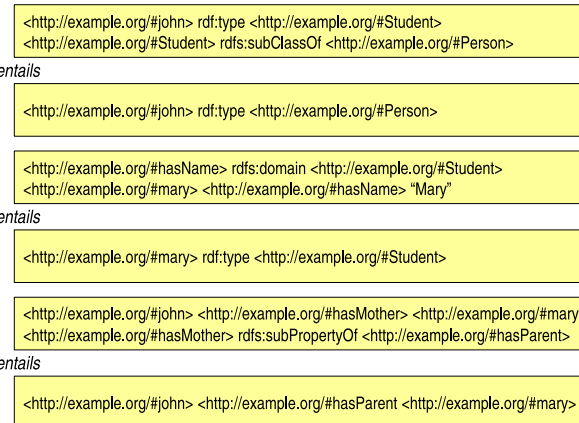 <http://example.org/#john> rdf:type <http://example.org/#Student>
<http://example.org/#Student> rdfs:subClassOf <http://example.org/#Person>
entails
<http://example.org/#john> rdf:type <http://example.org/#Person>
<http://example.org/#hasName> rdfs:domain <http://example.org/#Student>
<http://example.org/#mary> <http://example.org/#hasName> “Mary”
entails
<http://example.org/#mary> rdf:type <http://example.org/#Student>
<http://example.org/#john> <http://example.org/#hasMother> <http://example.org/#mary
<http://example.org/#hasMother> rdfs:subPropertyOf <http://example.org/#hasParent>
entails
<http://example.org/#john> <http://example.org/#hasParent <http://example.org/#mary>